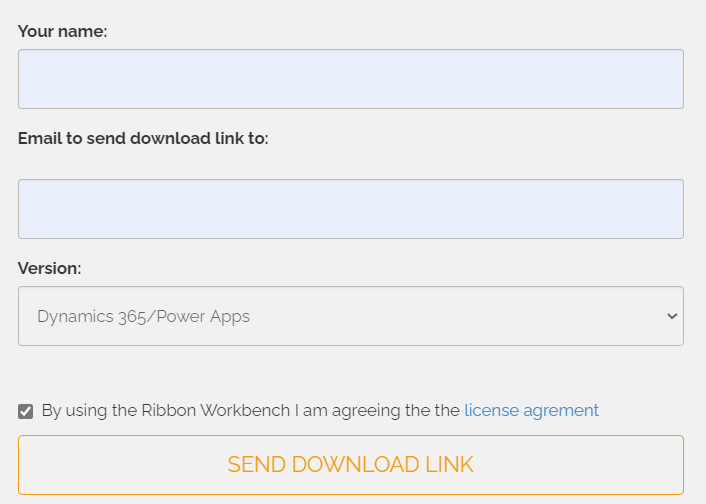 Your name:
Email to send download link to:
Version:
Dynamics 365/Power Apps
By using the Ribbon Workbench I am agreeing the the license agrement
SEND DOWNLOAD LINK